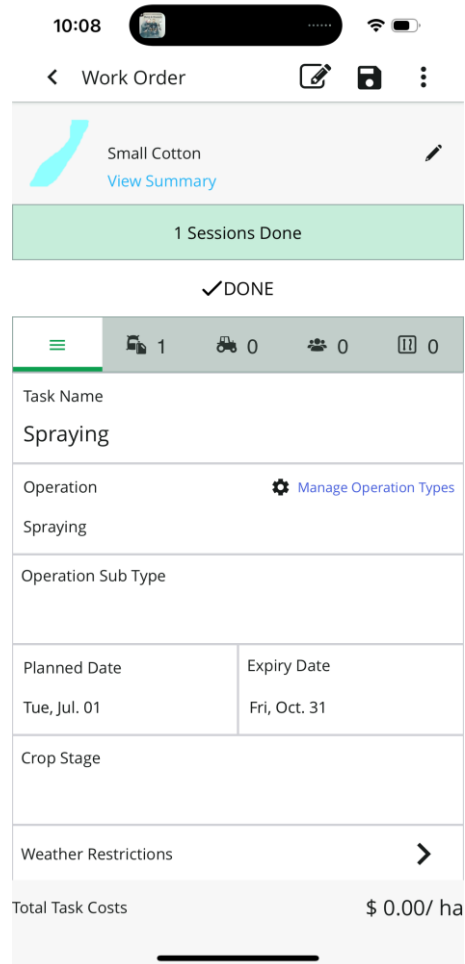 10:08
Work Order
Small Cotton
View Summary
1 Sessions Done
DONE
1 0 0 0
Task Name
Spraying
Operation Manage Operation Types
Spraying
Operation Sub Type
Planned Date Expiry Date
Tue, Jul. 01 Fri, Oct. 31
Crop Stage
Weather Restrictions
Total Task Costs $ 0.00/ ha